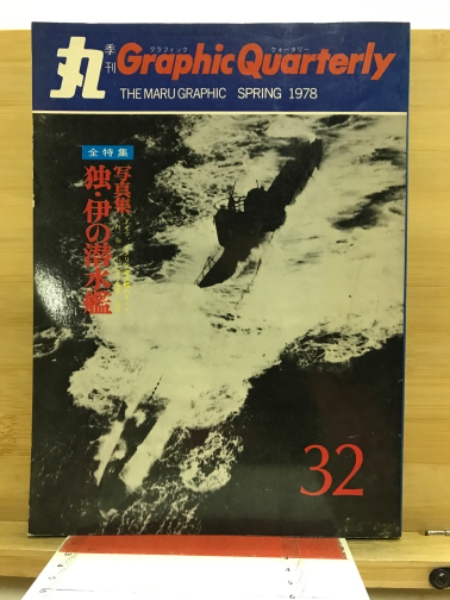 丸
季刊
グラフィック クォータリー
Graphic Quarterly
THE MARU GRAPHIC SPRING 1978
全特集
写真集
独・伊の潜水艦
32